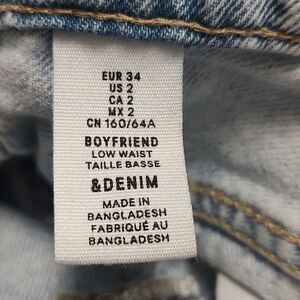 EUR 34
US 2
CA 2
MX 2
CN 160/64A
BOYFRIEND
LOW WAIST
TAILLE BASSE
&DENIM
MADE IN
BANGLADESH
FABRIQUÉ AU
BANGLADESH